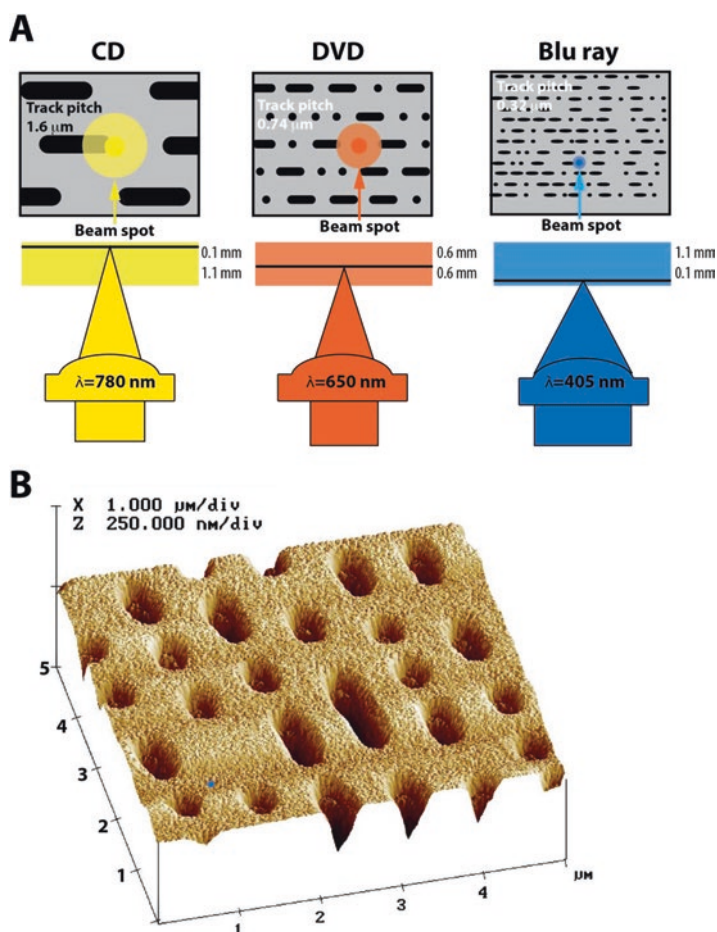 A
CD
DVD
Blu ray
Track pitch
1.6 μm
Track pitch
0.74 μm
Track pitch
0.32 μm
Beam spot
Beam spot
Beam spot
0.1 mm
1.1 mm
0.6 mm
0.6 mm
1.1 mm
0.1 mm
λ=780 nm
λ=650 nm
λ=405 nm
B
X 1.000 μm/div
Z 250.000 nm/div
5
4
3
2
1
1
2
3
4
μm